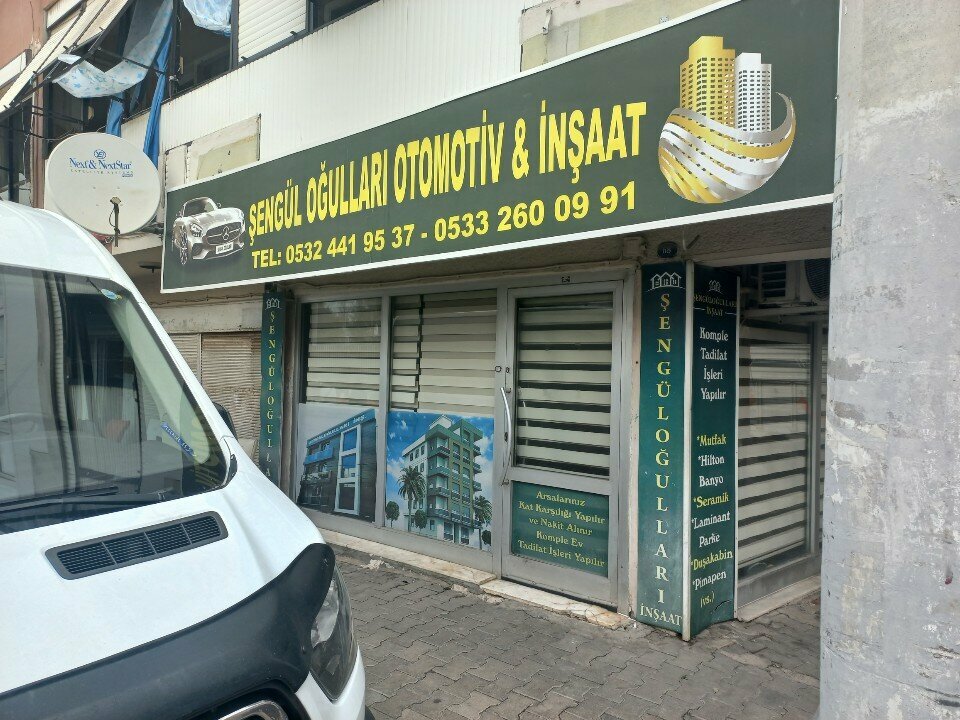 Next & NextStar
ŞENGÜL OĞULLARI OTOMOTİV & İNŞAAT
TEL: 0532 441 95 37 - 0533 260 09 91
ŞENGÜLOĞULLA
Arsalarınız
Kat Karşılığı Yapılır
ve Nakit Alınır
Komple Ev
Tadilat İşleri Yapılır
ŞENGÜLOĞULLARI
İNŞAAT
ŞENGÜLOĞULLARI
İNŞAAT
Komple
Tadilat
İşleri
Yapılır
*Mutfak
*Hilton
Banyo
*Seramik
*Laminant
Parke
*Duşakabin
*Pimapen
(vs.)